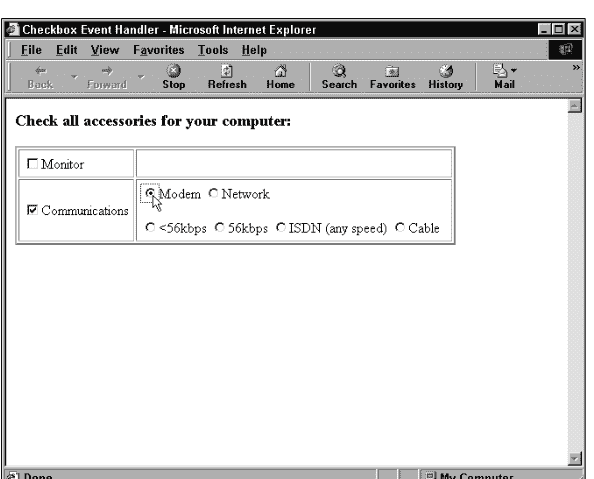 Checkbox Event Handler - Microsoft Internet Explorer
File Edit View Favorites Tools Help
Back Forward Stop Refresh Home Search Favorites History Mail »
Check all accessories for your computer:
Monitor
Communications
Modem Network
<56kbps 56kbps ISDN (any speed) Cable
Done My Computer